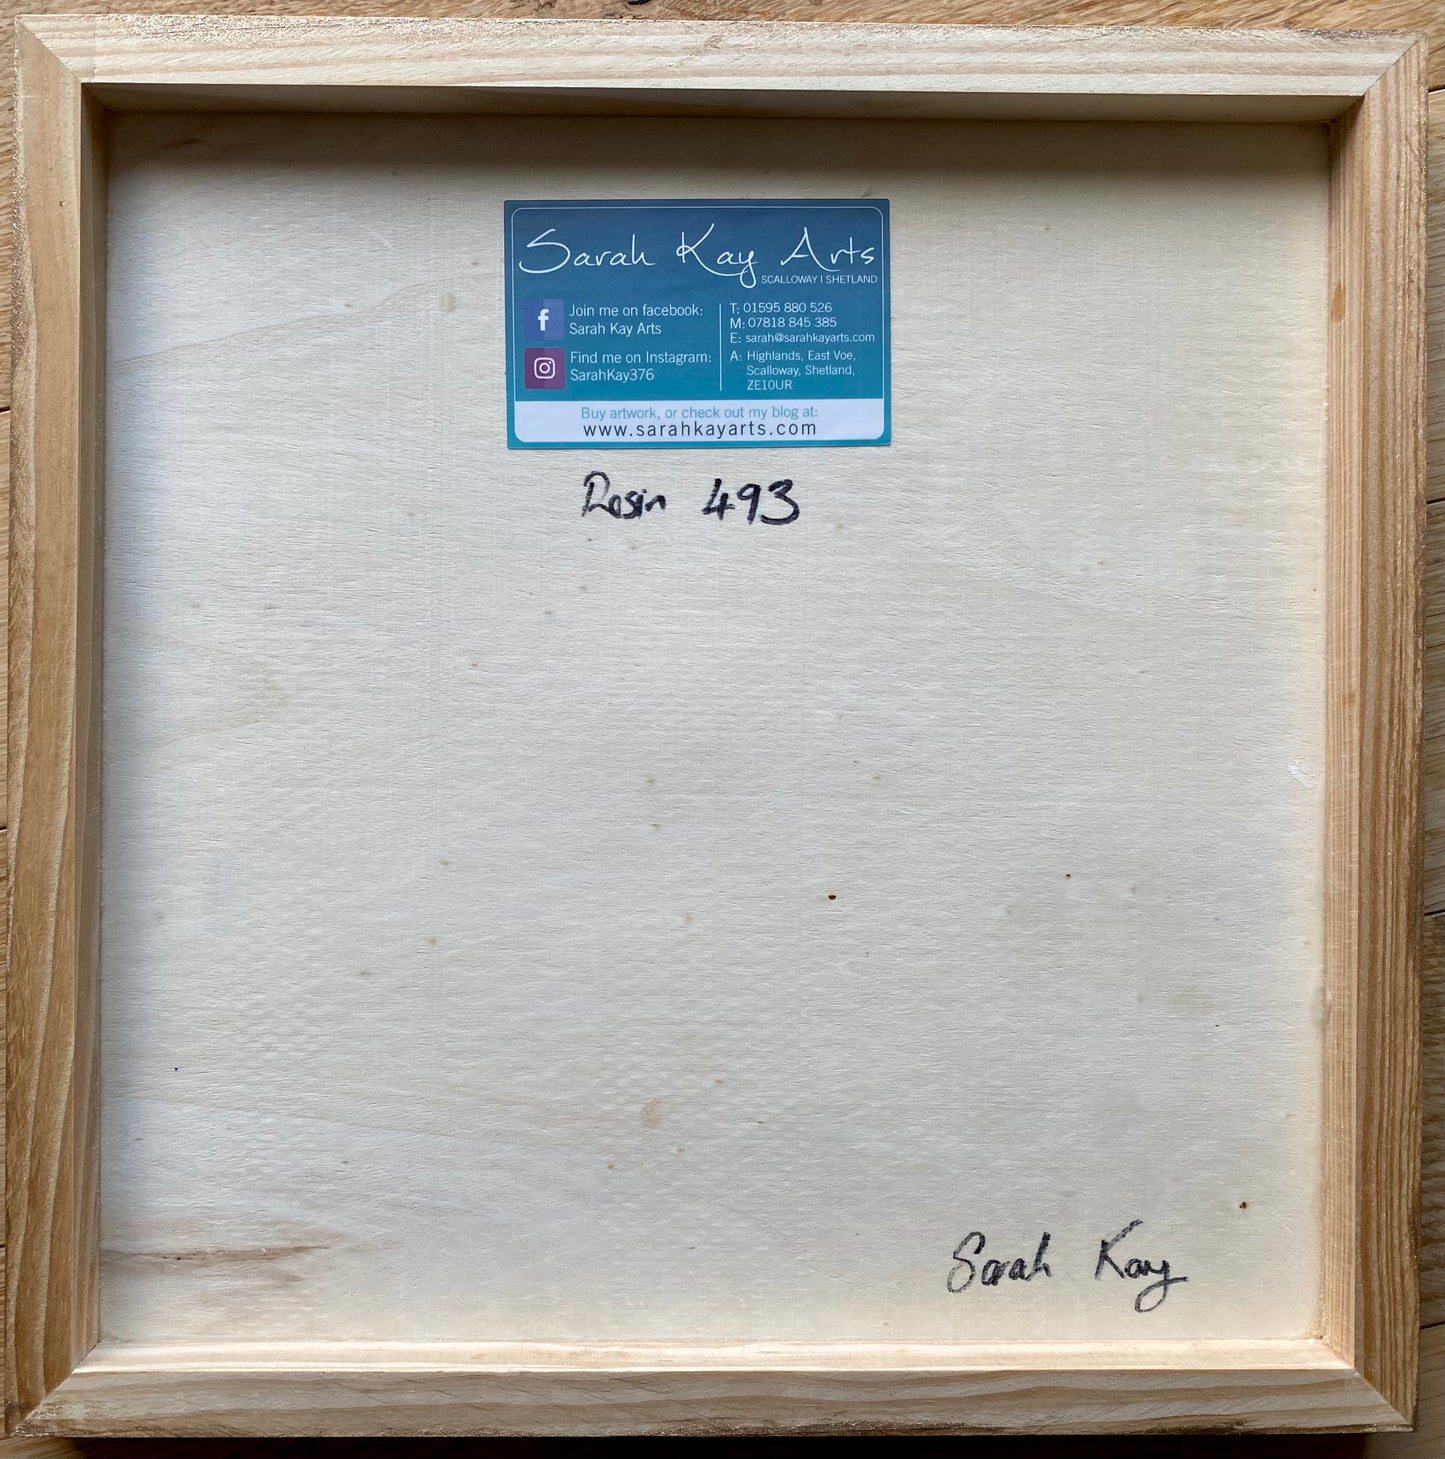 Sarah Kay Arts
SCALLOWAY | SHETLAND
Join me on facebook:
Sarah Kay Arts
Find me on Instagram:
SarahKay376
T: 01595 880 526
M: 07818 845 385
E: sarah@sarahkayarts.com
A: Highlands, East Voe,
Scalloway, Shetland,
ZE10UR
Buy artwork, or check out my blog at:
www.sarahkayarts.com
Resin 493
Sarah Kay